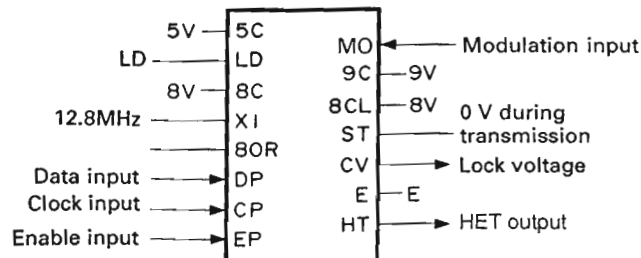 5V 5C
LD LD
8V 8C
12.8MHz XI
8OR
Data input DP
Clock input CP
Enable input EP
MO Modulation input
9C 9V
8CL 8V
ST 0 V during
transmission
CV Lock voltage
E E
HT HET output